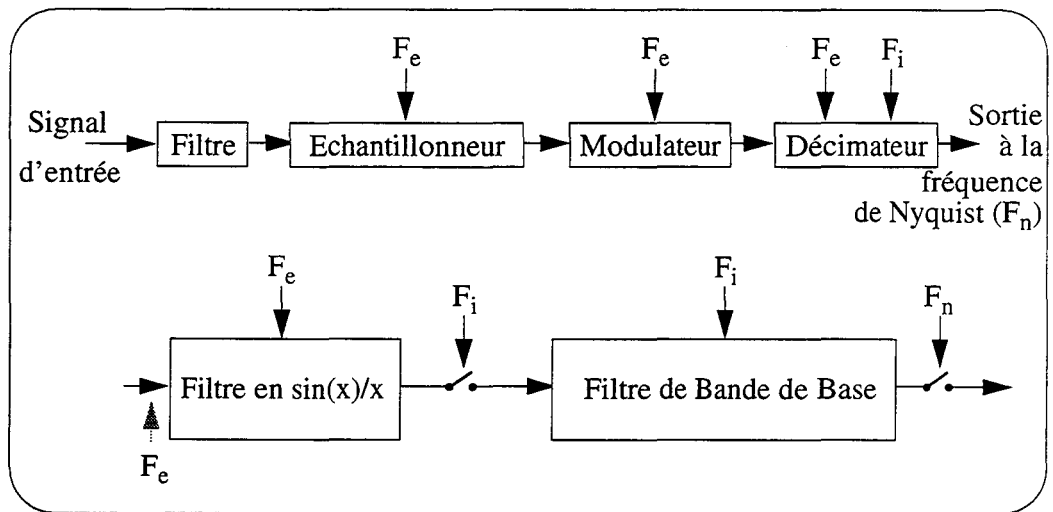 F_e
F_e
F_e
F_i
Signal
d'entrée
Filtre
Echantillonneur
Modulateur
Décimateur
Sortie
à la
fréquence
de Nyquist (F_n)
F_e
F_i
F_i
F_n
Filtre en sin(x)/x
Filtre de Bande de Base
F_e